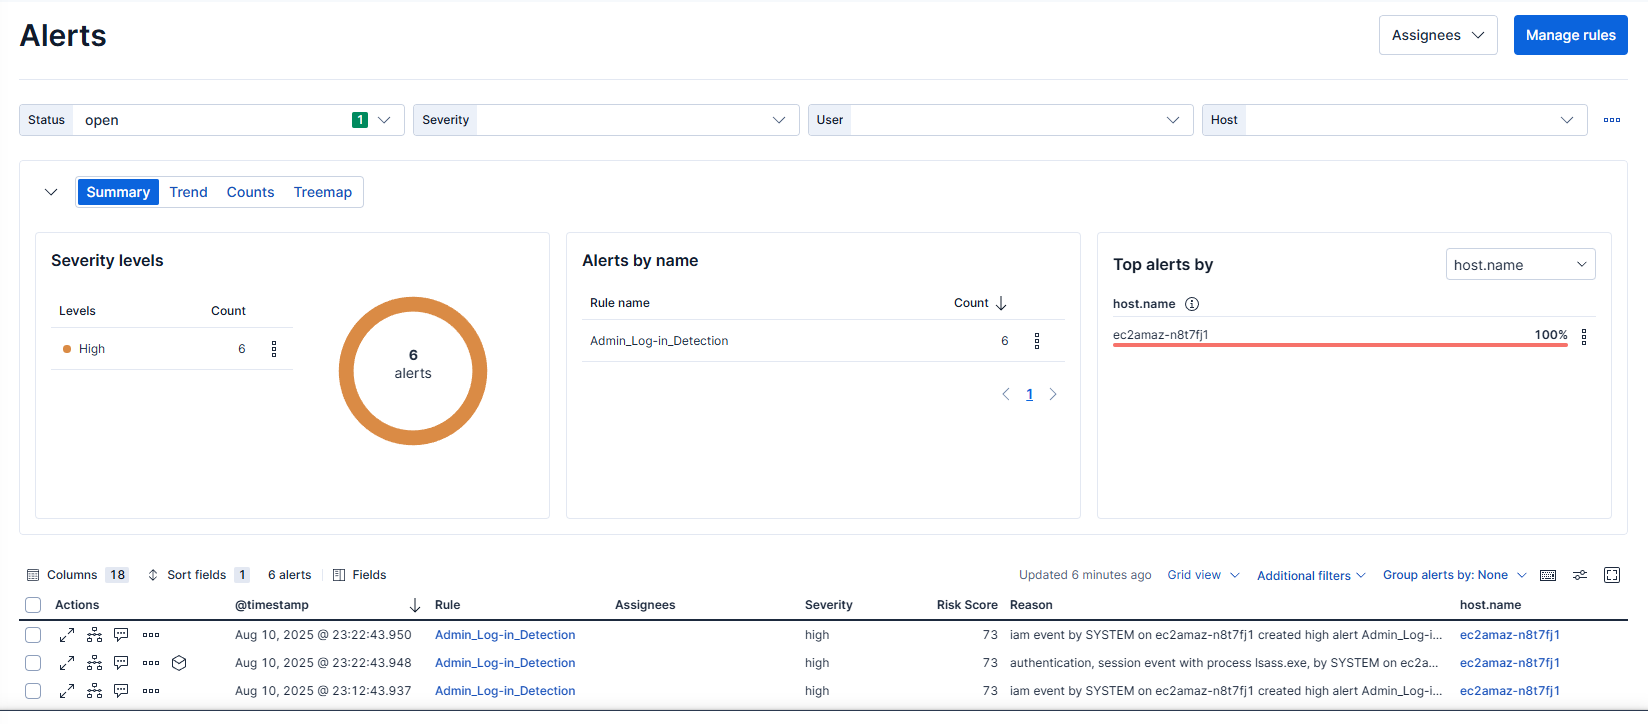 Alerts
Assignees
Manage rules
Status open 1
Severity
User
Host
Summary Trend Counts Treemap
Severity levels
Levels Count
High 6
6
alerts
Alerts by name
Rule name Count
Admin_Log-in_Detection 6
1
Top alerts by host.name
host.name
ec2amaz-n8t7fj1 100%
Columns 18 Sort fields 1 6 alerts Fields Updated 6 minutes ago Grid view Additional filters Group alerts by: None
Actions @timestamp Rule Assignees Severity Risk Score Reason host.name
Aug 10, 2025 @ 23:22:43.950 Admin_Log-in_Detection high 73 iam event by SYSTEM on ec2amaz-n8t7fj1 created high alert Admin_Log-i... ec2amaz-n8t7fj1
Aug 10, 2025 @ 23:22:43.948 Admin_Log-in_Detection high 73 authentication, session event with process lsass.exe, by SYSTEM on ec2a... ec2amaz-n8t7fj1
Aug 10, 2025 @ 23:12:43.937 Admin_Log-in_Detection high 73 iam event by SYSTEM on ec2amaz-n8t7fj1 created high alert Admin_Log-i... ec2amaz-n8t7fj1